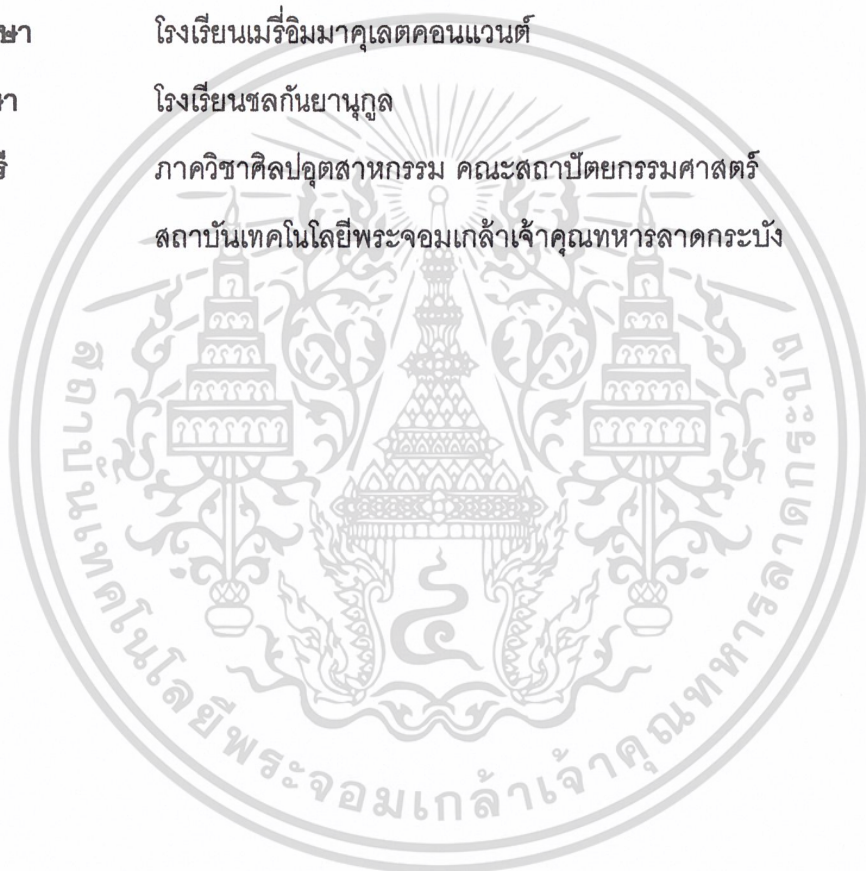 ษา โรงเรียนเมรี่อิมมาคุเลตคอนแวนต์
ษา โรงเรียนชลกันยานุกูล
รี ภาควิชาศิลปอุตสาหกรรม คณะสถาปัตยกรรมศาสตร์
สถาบันเทคโนโลยีพระจอมเกล้าเจ้าคุณทหารลาดกระบัง
สถาบันเทคโนโลยีพระจอมเกล้าเจ้าคุณทหารลาดกระบัง